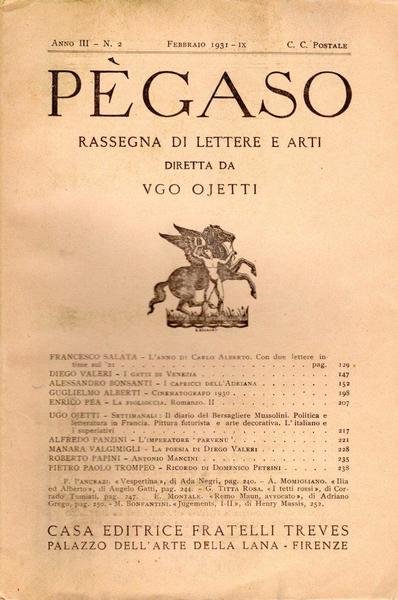 Anno III - N. 2 Febbraio 1931 - IX C. C. Postale
PÈGASO
RASSEGNA DI LETTERE E ARTI
DIRETTA DA
VGO OJETTI
FRANCESCO SALATA - L'anno di Carlo Alberto. Con due lettere in-
time sul '21 . . . pag. 129
DIEGO VALERI - I gatti di Venezia 147
ALESSANDRO BONSANTI - I capricci dell'Adriana 152
GUGLIELMO ALBERTI - Cinematografo 1930 198
ENRICO PEA - La figlioccia, Romanzo. II 207
UGO OJETTI - Settimanali: Il diario del Bersagliere Mussolini. Politica e
letteratura in Francia. Pittura futurista e arte decorativa. L'italiano e
i superlativi 217
ALFREDO PANZINI - L'imperatore "parvenu" 221
MANARA VALGIMIGLI - La poesia di Diego Valeri 228
ROBERTO PAPINI - Antonio Mancini 235
PIETRO PAOLO TROMPEO - Ricordo di Domenico Petrini 238
P. Pancrazi. «Vespertina», di Ada Negri, pag. 240. - A. Momigliano. «Ilia
ed Alberto», di Angelo Gatti, pag. 244. - G. Titta Rosa. «I tetti rossi», di Cor-
rado Tumiati, pag. 247. E. Montale. «Remo Maun, avvocato», di Adriano
Grego, pag. 250. - M. Bonfantini. «Jugements, I-II», di Henry Massis, 252.
CASA EDITRICE FRATELLI TREVES
PALAZZO DELL'ARTE DELLA LANA - FIRENZE